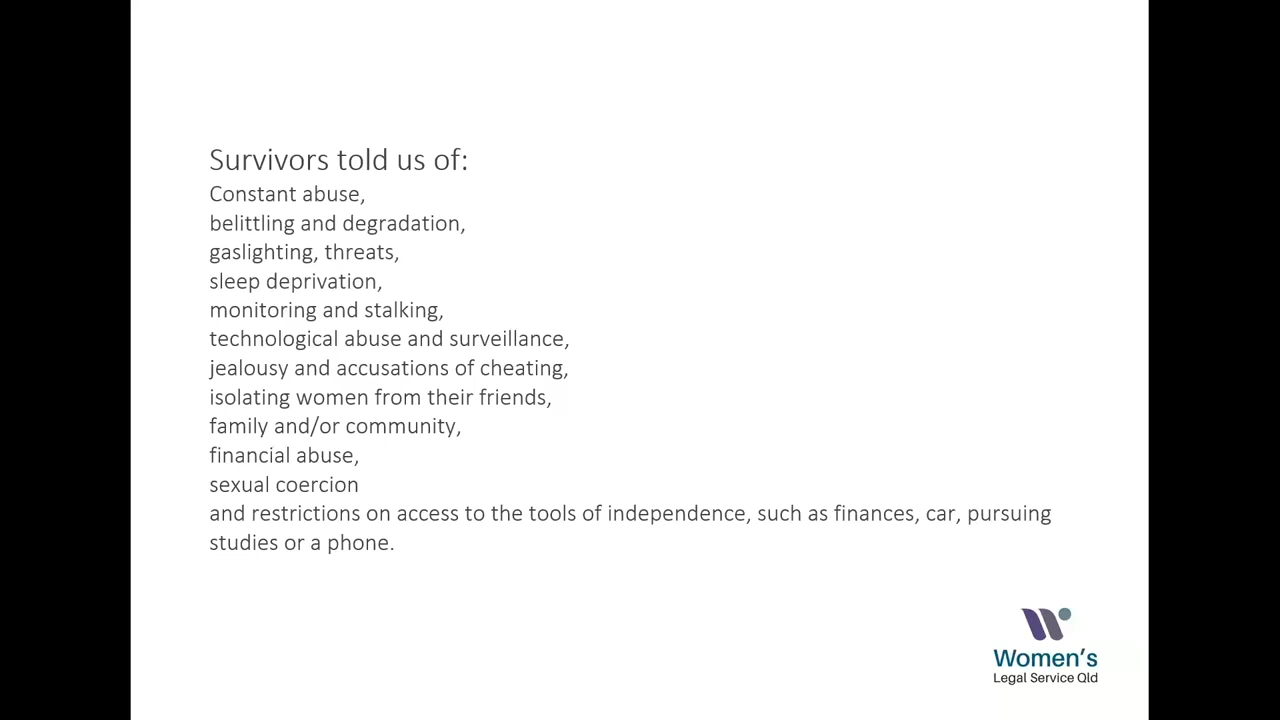 Survivors told us of:
Constant abuse,
belittling and degradation,
gaslighting, threats,
sleep deprivation,
monitoring and stalking,
technological abuse and surveillance,
jealousy and accusations of cheating,
isolating women from their friends,
family and/or community,
financial abuse,
sexual coercion
and restrictions on access to the tools of independence, such as finances, car, pursuing
studies or a phone.
Women's
Legal Service Qld